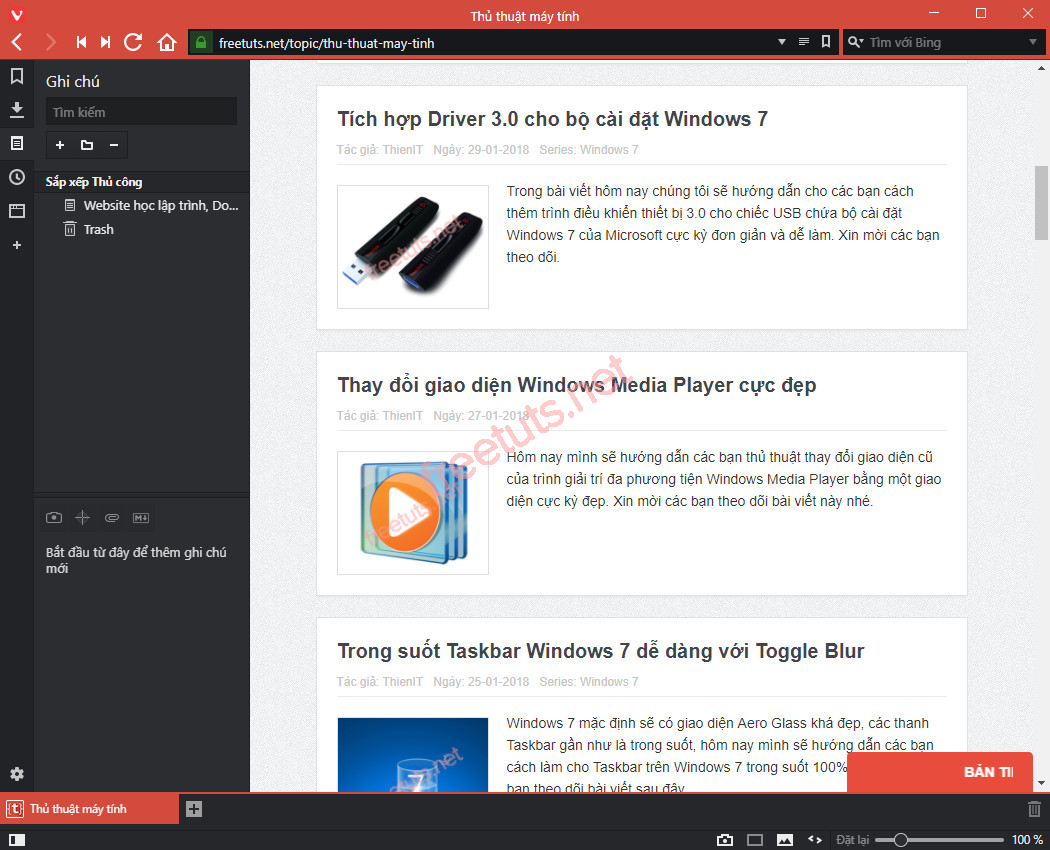 Thủ thuật máy tính
freetuts.net/topic/thu-thuat-may-tinh
Tìm với Bing
Ghi chú
Tìm kiếm
Sắp xếp Thủ công
Website học lập trình, Do...
Trash
Bắt đầu từ đây để thêm ghi chú
mới
Tích hợp Driver 3.0 cho bộ cài đặt Windows 7
Tác giả: ThienIT Ngày: 29-01-2018 Series: Windows 7
freetuts.net
Trong bài viết hôm nay chúng tôi sẽ hướng dẫn cho các bạn cách
thêm trình điều khiển thiết bị 3.0 cho chiếc USB chứa bộ cài đặt
Windows 7 của Microsoft cực kỳ đơn giản và dễ làm. Xin mời các bạn
theo dõi.
Thay đổi giao diện Windows Media Player cực đẹp
Tác giả: ThienIT Ngày: 27-01-2018
freetuts.net
freetuts.net
Hôm nay mình sẽ hướng dẫn các bạn thủ thuật thay đổi giao diện cũ
của trình giải trí đa phương tiện Windows Media Player bằng một giao
diện cực kỳ đẹp. Xin mời các bạn theo dõi bài viết này nhé.
Trong suốt Taskbar Windows 7 dễ dàng với Toggle Blur
Tác giả: ThienIT Ngày: 25-01-2018 Series: Windows 7
7
Windows 7 mặc định sẽ có giao diện Aero Glass khá đẹp, các thanh
Taskbar gần như là trong suốt, hôm nay mình sẽ hướng dẫn các bạn
cách làm cho Taskbar trên Windows 7 trong suốt 100%
bạn theo dõi bài viết sau đây
BẢN TI
Thủ thuật máy tính
Đặt lại
100 %